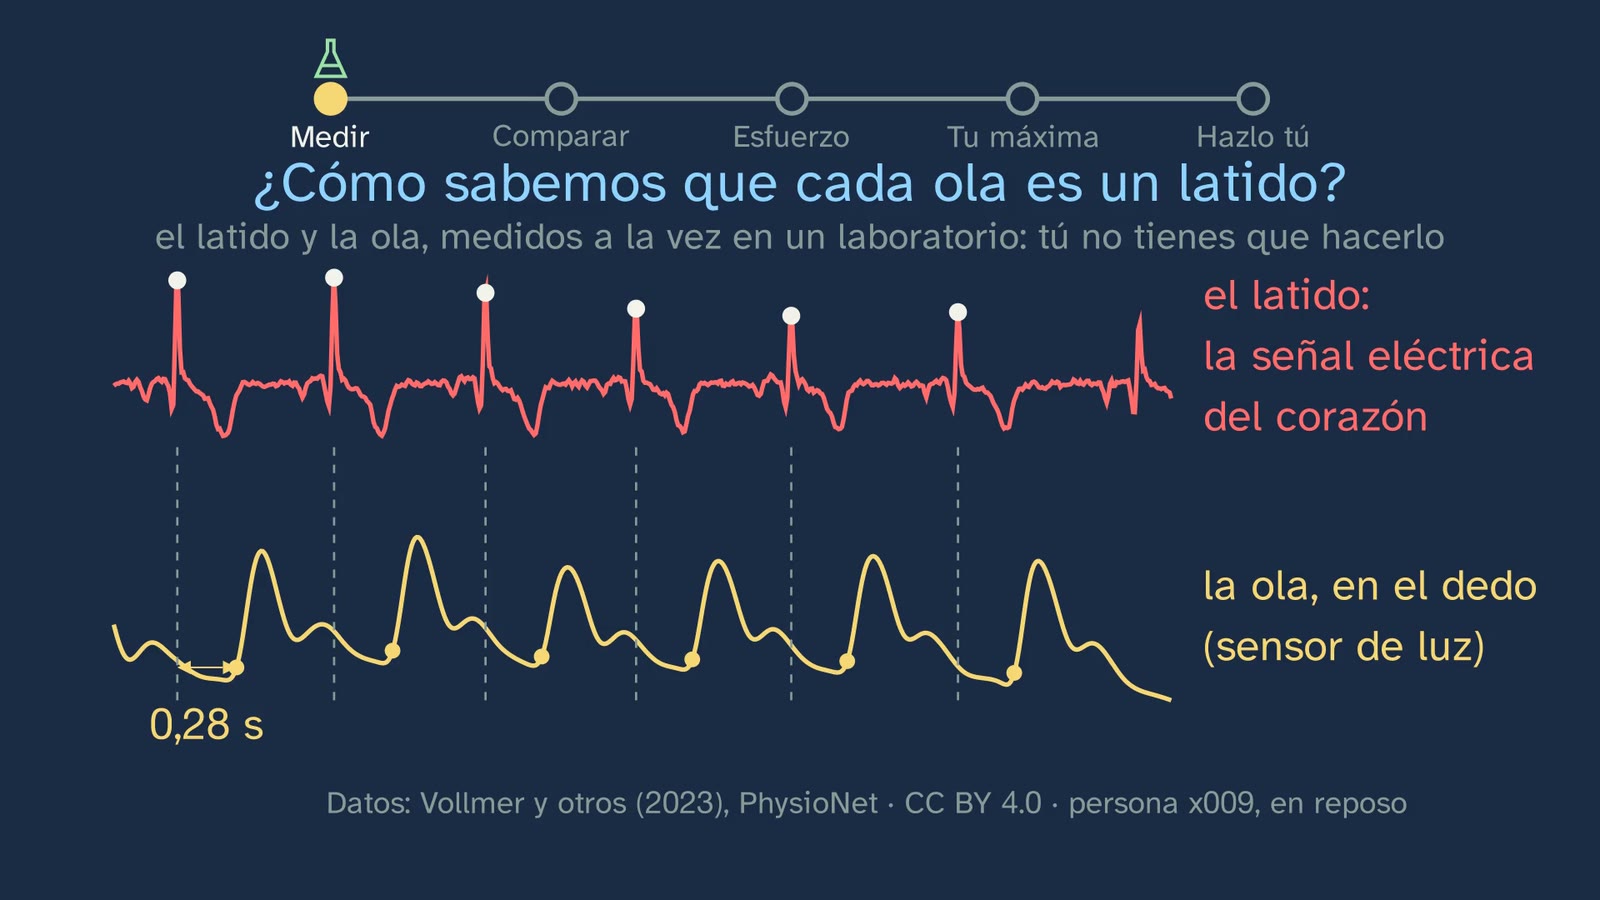 Medir
Comparar
Esfuerzo
Tu máxima
Hazlo tú
¿Cómo sabemos que cada ola es un latido?
el latido y la ola, medidos a la vez en un laboratorio: tú no tienes que hacerlo
el latido:
la señal eléctrica
del corazón
la ola, en el dedo
(sensor de luz)
0,28 s
Datos: Vollmer y otros (2023), PhysioNet · CC BY 4.0 · persona x009, en reposo